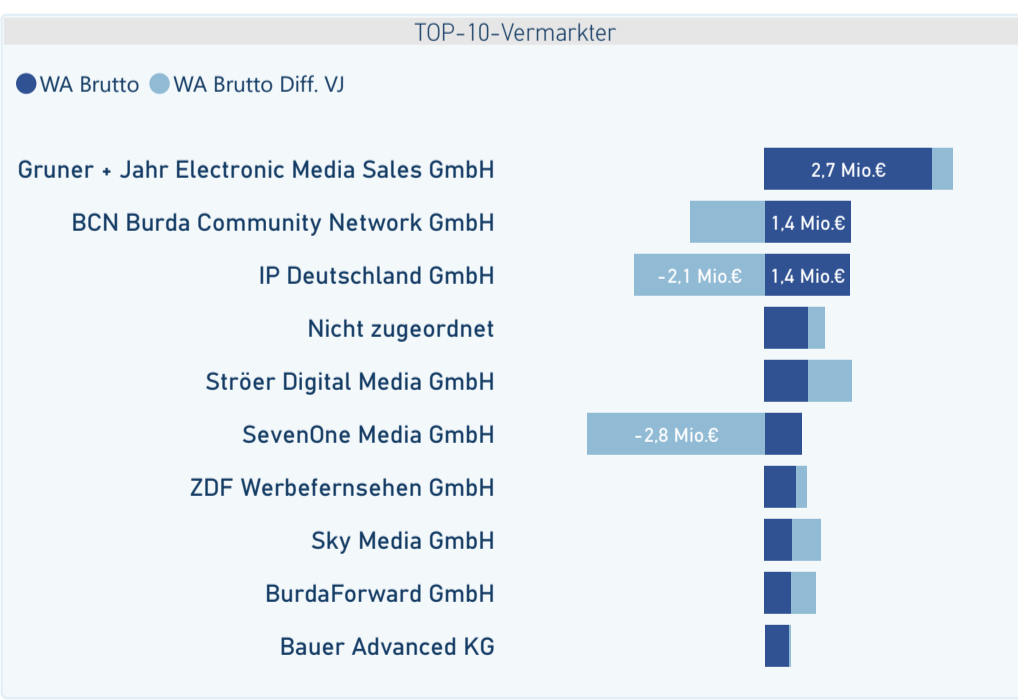 TOP-10-Vermarkter
WA Brutto WA Brutto Diff. VJ
Gruner + Jahr Electronic Media Sales GmbH 2,7 Mio.€
BCN Burda Community Network GmbH 1,4 Mio.€
IP Deutschland GmbH -2,1 Mio.€ 1,4 Mio.€
Nicht zugeordnet
Ströer Digital Media GmbH
SevenOne Media GmbH -2,8 Mio.€
ZDF Werbefernsehen GmbH
Sky Media GmbH
BurdaForward GmbH
Bauer Advanced KG